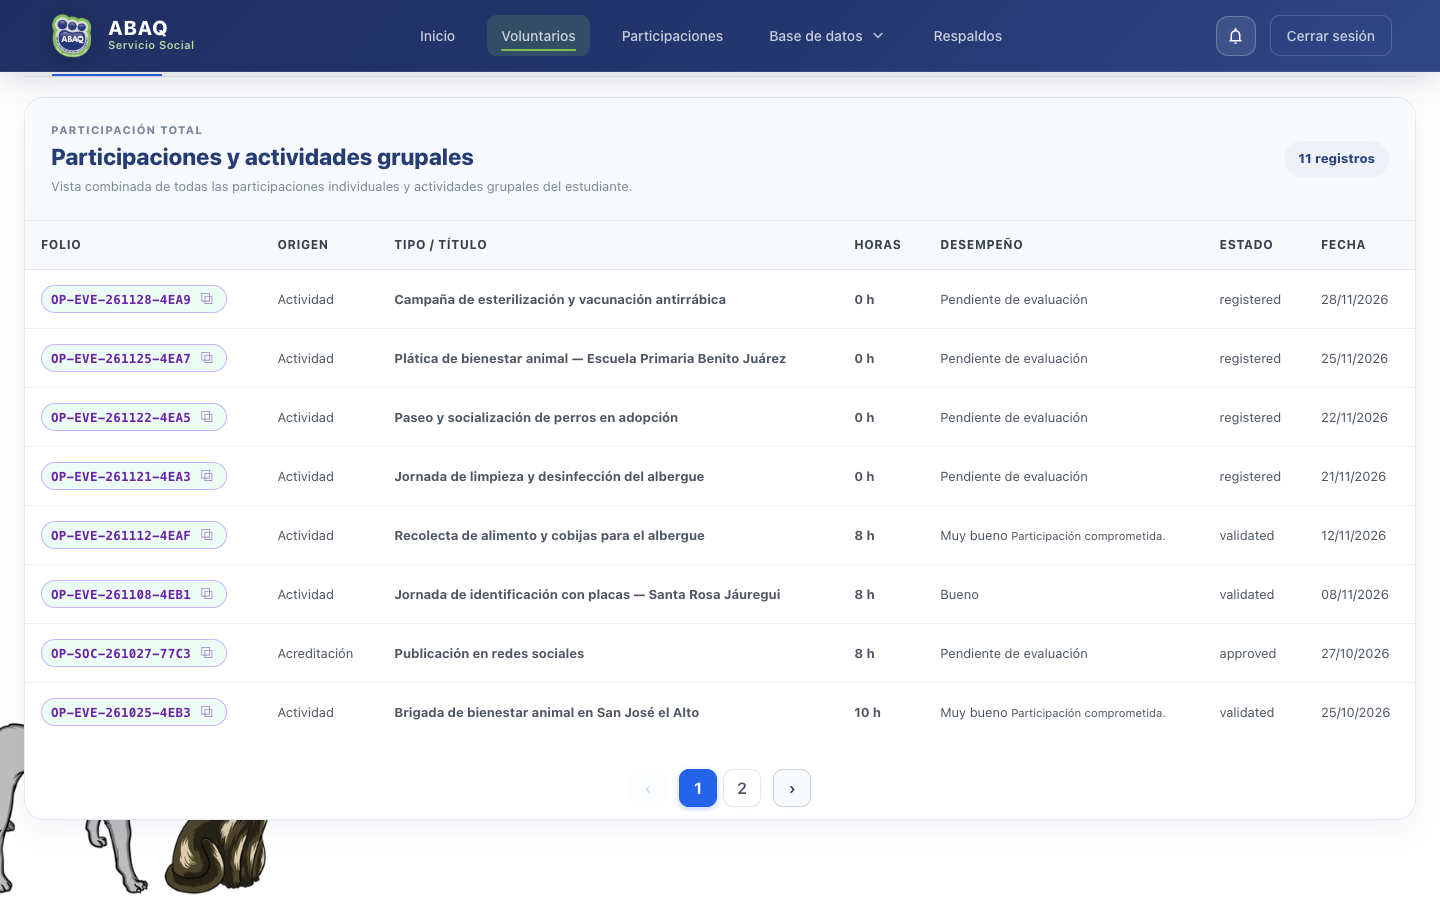 ABAQ
Servicio Social
Inicio
Voluntarios
Participaciones
Base de datos
Respaldos
Cerrar sesión
PARTICIPACIÓN TOTAL
Participaciones y actividades grupales
Vista combinada de todas las participaciones individuales y actividades grupales del estudiante.
11 registros
FOLIO ORIGEN TIPO / TÍTULO HORAS DESEMPEÑO ESTADO FECHA
OP-EVE-261128-4EA9 Actividad Campaña de esterilización y vacunación antirrábica 0 h Pendiente de evaluación registered 28/11/2026
OP-EVE-261125-4EA7 Actividad Plática de bienestar animal — Escuela Primaria Benito Juárez 0 h Pendiente de evaluación registered 25/11/2026
OP-EVE-261122-4EA5 Actividad Paseo y socialización de perros en adopción 0 h Pendiente de evaluación registered 22/11/2026
OP-EVE-261121-4EA3 Actividad Jornada de limpieza y desinfección del albergue 0 h Pendiente de evaluación registered 21/11/2026
OP-EVE-261112-4EAF Actividad Recolecta de alimento y cobijas para el albergue 8 h Muy bueno Participación comprometida. validated 12/11/2026
OP-EVE-261108-4EB1 Actividad Jornada de identificación con placas — Santa Rosa Jáuregui 8 h Bueno validated 08/11/2026
OP-SOC-261027-77C3 Acreditación Publicación en redes sociales 8 h Pendiente de evaluación approved 27/10/2026
OP-EVE-261025-4EB3 Actividad Brigada de bienestar animal en San José el Alto 10 h Muy bueno Participación comprometida. validated 25/10/2026
‹ 1 2 ›